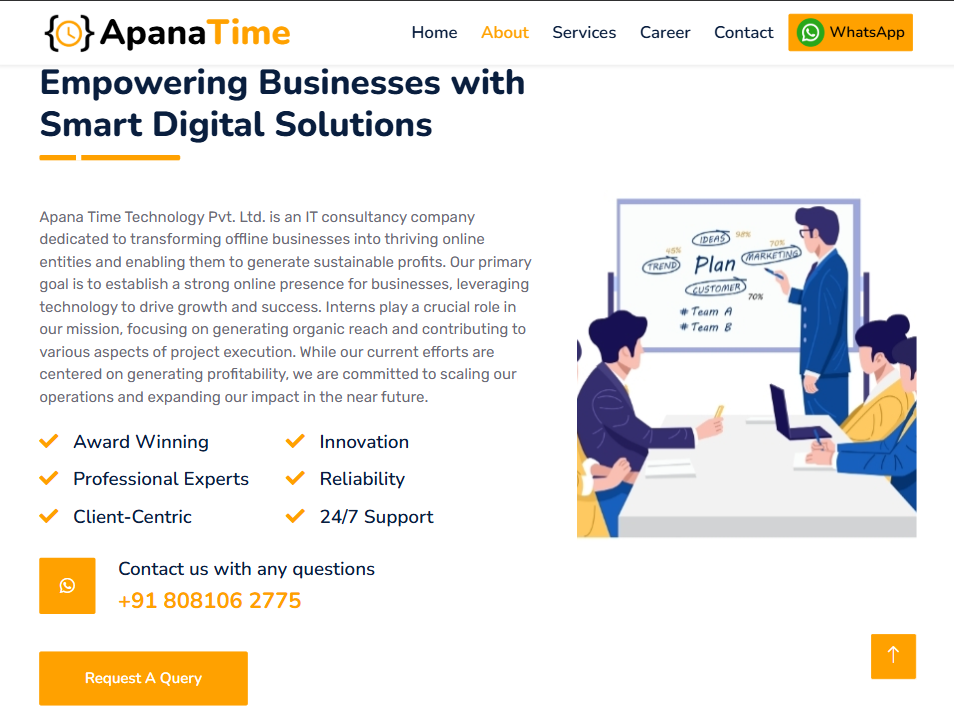 ApanaTime
Home About Services Career Contact WhatsApp
Empowering Businesses with
Smart Digital Solutions
Apana Time Technology Pvt. Ltd. is an IT consultancy company
dedicated to transforming offline businesses into thriving online
entities and enabling them to generate sustainable profits. Our primary
goal is to establish a strong online presence for businesses, leveraging
technology to drive growth and success. Interns play a crucial role in
our mission, focusing on generating organic reach and contributing to
various aspects of project execution. While our current efforts are
centered on generating profitability, we are committed to scaling our
operations and expanding our impact in the near future.
Award Winning
Innovation
Professional Experts
Reliability
Client-Centric
24/7 Support
Contact us with any questions
+91 808106 2775
Request A Query
IDEAS 98%
45% 70%
TREND Plan MARKETING
CUSTOMER 70%
# Team A
# Team B